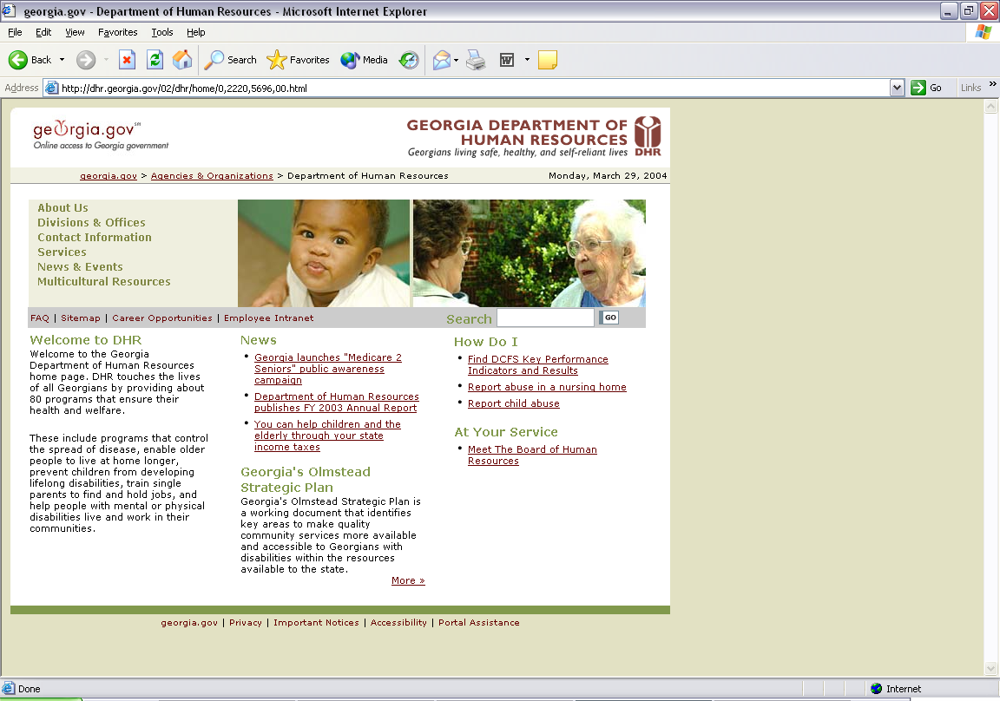 georgia.gov - Department of Human Resources - Microsoft Internet Explorer
File Edit View Favorites Tools Help
Back Search Favorites Media
Address http://dhr.georgia.gov/02/dhr/home/0,2220,5696,00.html Go Links »
georgia.gov℠
Online access to Georgia government
GEORGIA DEPARTMENT OF
HUMAN RESOURCES
Georgians living safe, healthy, and self-reliant lives
DHR
georgia.gov > Agencies & Organizations > Department of Human Resources Monday, March 29, 2004
About Us
Divisions & Offices
Contact Information
Services
News & Events
Multicultural Resources
FAQ | Sitemap | Career Opportunities | Employee Intranet Search GO
Welcome to DHR
Welcome to the Georgia
Department of Human Resources
home page. DHR touches the lives
of all Georgians by providing about
80 programs that ensure their
health and welfare.
These include programs that control
the spread of disease, enable older
people to live at home longer,
prevent children from developing
lifelong disabilities, train single
parents to find and hold jobs, and
help people with mental or physical
disabilities live and work in their
communities.
News
• Georgia launches "Medicare 2
Seniors" public awareness
campaign
• Department of Human Resources
publishes FY 2003 Annual Report
• You can help children and the
elderly through your state
income taxes
Georgia's Olmstead
Strategic Plan
Georgia's Olmstead Strategic Plan is
a working document that identifies
key areas to make quality
community services more available
and accessible to Georgians with
disabilities within the resources
available to the state.
More »
How Do I
• Find DCFS Key Performance
Indicators and Results
• Report abuse in a nursing home
• Report child abuse
At Your Service
• Meet The Board of Human
Resources
georgia.gov | Privacy | Important Notices | Accessibility | Portal Assistance
Done Internet